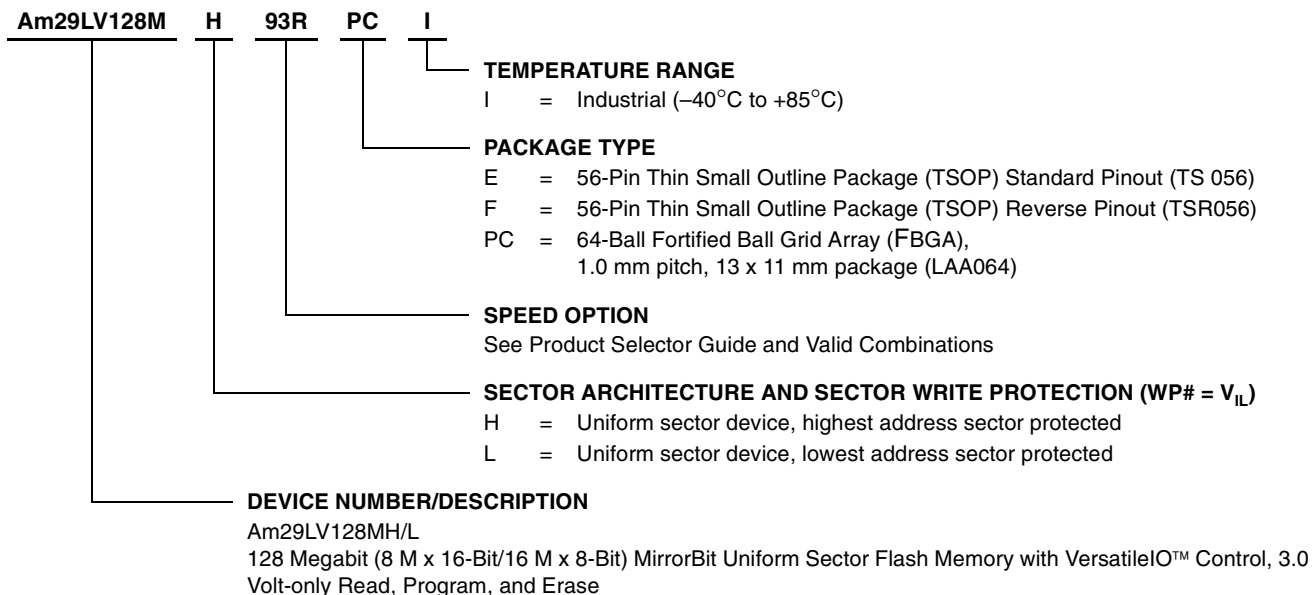 Am29LV128M H 93R PC I
TEMPERATURE RANGE
I = Industrial (–40°C to +85°C)
PACKAGE TYPE
E = 56-Pin Thin Small Outline Package (TSOP) Standard Pinout (TS 056)
F = 56-Pin Thin Small Outline Package (TSOP) Reverse Pinout (TSR056)
PC = 64-Ball Fortified Ball Grid Array (FBGA),
1.0 mm pitch, 13 x 11 mm package (LAA064)
SPEED OPTION
See Product Selector Guide and Valid Combinations
SECTOR ARCHITECTURE AND SECTOR WRITE PROTECTION (WP# = VIL)
H = Uniform sector device, highest address sector protected
L = Uniform sector device, lowest address sector protected
DEVICE NUMBER/DESCRIPTION
Am29LV128MH/L
128 Megabit (8 M x 16-Bit/16 M x 8-Bit) MirrorBit Uniform Sector Flash Memory with VersatileIO™ Control, 3.0
Volt-only Read, Program, and Erase